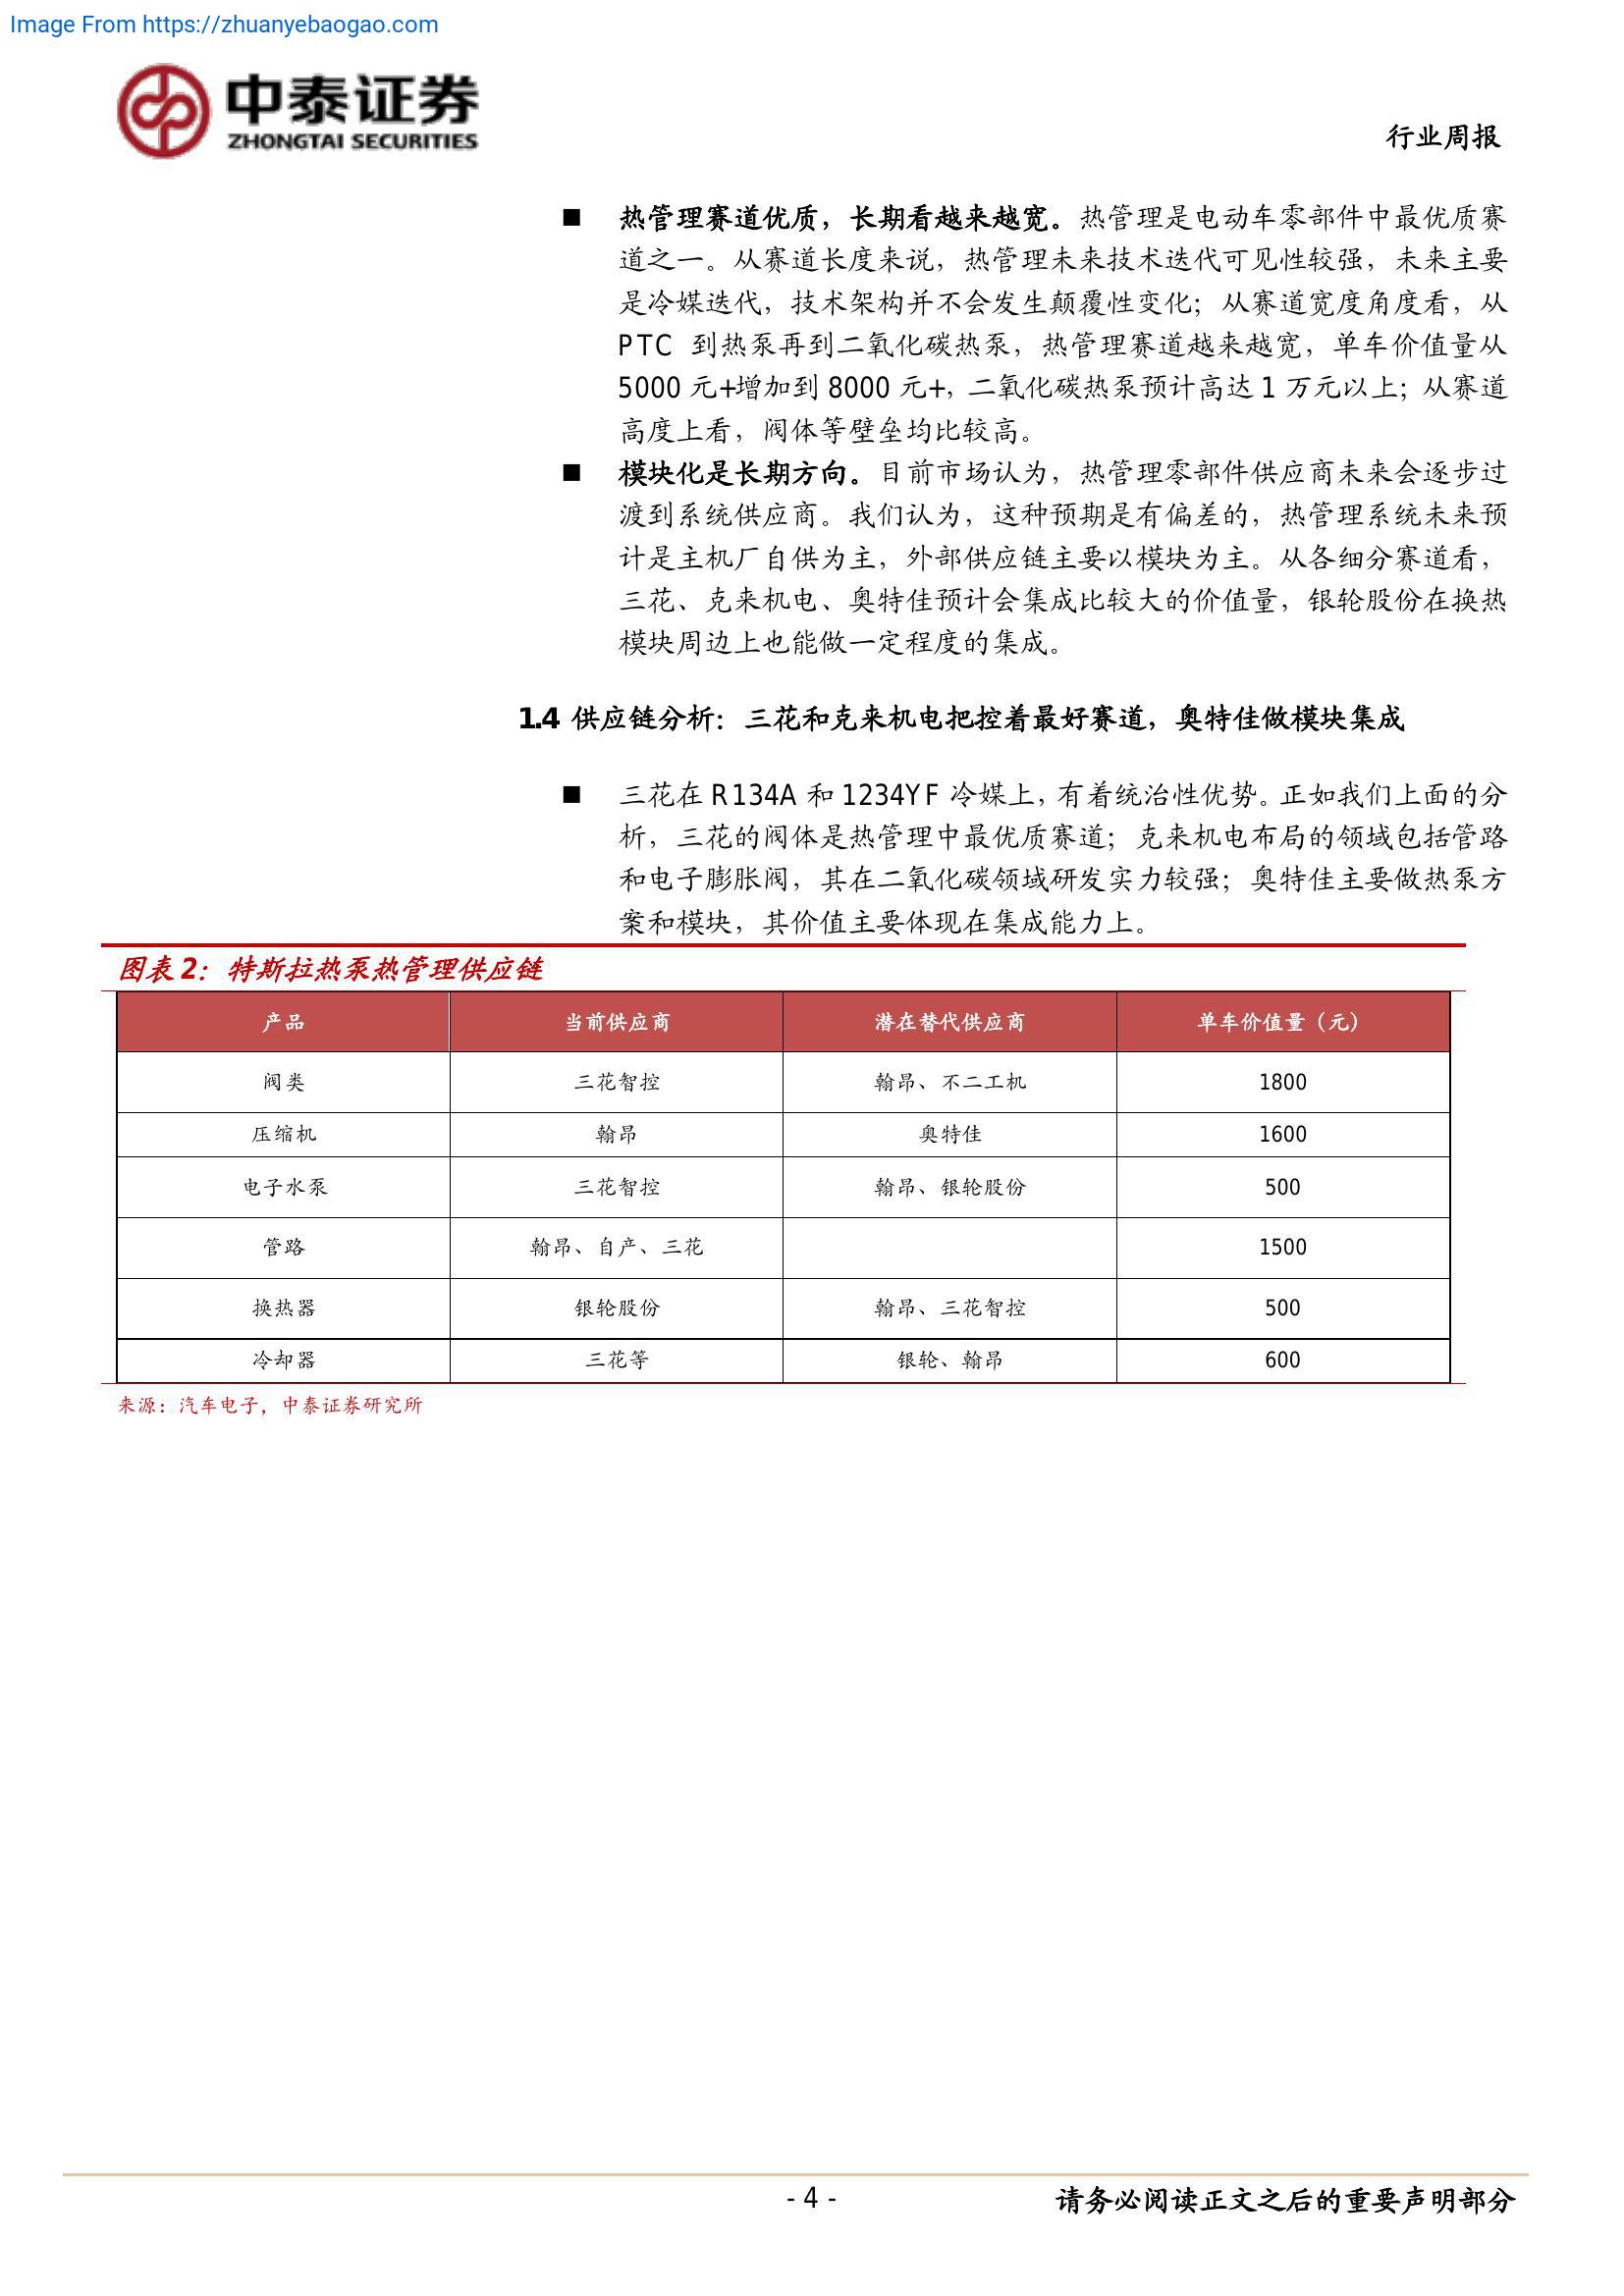 Image From https://zhuanyebaogao.com
中泰证券
ZHONGTAI SECURITIES
行业周报
■ 热管理赛道优质，长期看越来越宽。热管理是电动车零部件中最优质赛
道之一。从赛道长度来说，热管理未来技术迭代可见性较强，未来主要
是冷媒迭代，技术架构并不会发生颠覆性变化；从赛道宽度角度看，从
PTC 到热泵再到二氧化碳热泵，热管理赛道越来越宽，单车价值量从
5000 元+增加到 8000 元+，二氧化碳热泵预计高达 1 万元以上；从赛道
高度上看，阀体等壁垒均比较高。
■ 模块化是长期方向。目前市场认为，热管理零部件供应商未来会逐步过
渡到系统供应商。我们认为，这种预期是有偏差的，热管理系统未来预
计是主机厂自供为主，外部供应链主要以模块为主。从各细分赛道看，
三花、克来机电、奥特佳预计会集成比较大的价值量，银轮股份在换热
模块周边上也能做一定程度的集成。
1.4 供应链分析：三花和克来机电把控着最好赛道，奥特佳做模块集成
■ 三花在 R134A 和 1234YF 冷媒上，有着统治性优势。正如我们上面的分
析，三花的阀体是热管理中最优质赛道；克来机电布局的领域包括管路
和电子膨胀阀，其在二氧化碳领域研发实力较强；奥特佳主要做热泵方
案和模块，其价值主要体现在集成能力上。
图表 2：特斯拉热泵热管理供应链
产品 当前供应商 潜在替代供应商 单车价值量（元）
阀类 三花智控 翰昂、不二工机 1800
压缩机 翰昂 奥特佳 1600
电子水泵 三花智控 翰昂、银轮股份 500
管路 翰昂、自产、三花 1500
换热器 银轮股份 翰昂、三花智控 500
冷却器 三花等 银轮、翰昂 600
来源：汽车电子，中泰证券研究所
- 4 -
请务必阅读正文之后的重要声明部分